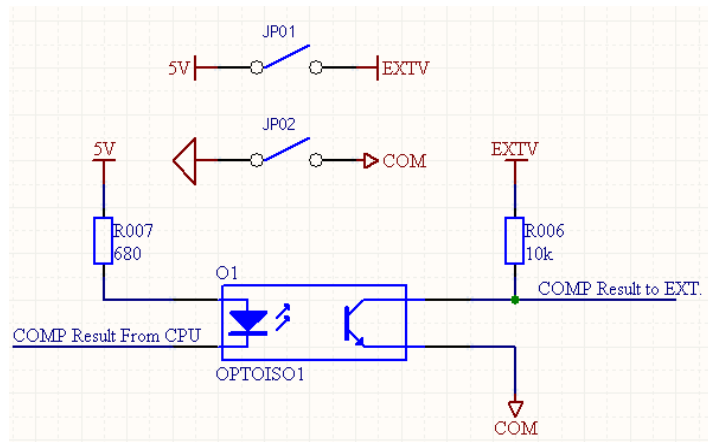 JP01
5V
EXTV
JP02
COM
5V
EXTV
R007
680
R006
10k
O1
COMP Result to EXT.
COMP Result From CPU
OPTOISO1
COM